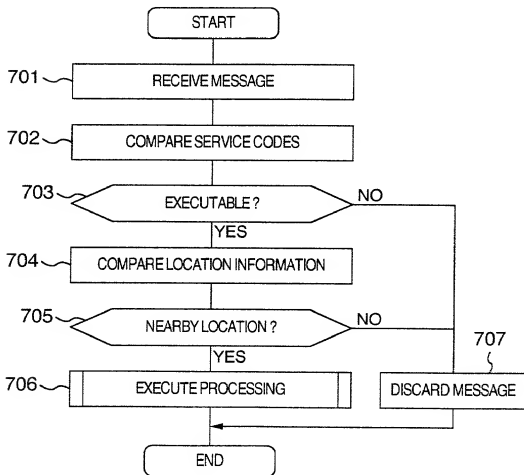 START
701
RECEIVE MESSAGE
702
COMPARE SERVICE CODES
703
EXECUTABLE ?
NO
YES
704
COMPARE LOCATION INFORMATION
705
NEARBY LOCATION ?
NO
YES
707
706
EXECUTE PROCESSING
DISCARD MESSAGE
END